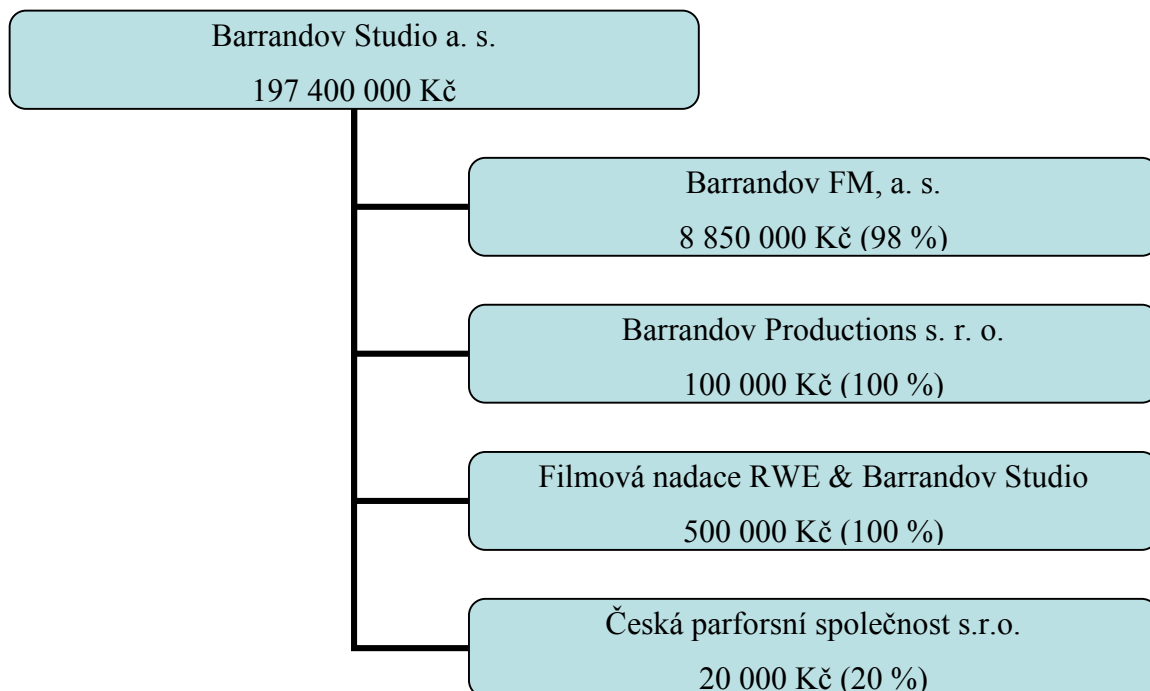 Barrandov Studio a. s.
197 400 000 Kč
Barrandov FM, a. s.
8 850 000 Kč (98 %)
Barrandov Productions s. r. o.
100 000 Kč (100 %)
Filmová nadace RWE & Barrandov Studio
500 000 Kč (100 %)
Česká parforsní společnost s.r.o.
20 000 Kč (20 %)